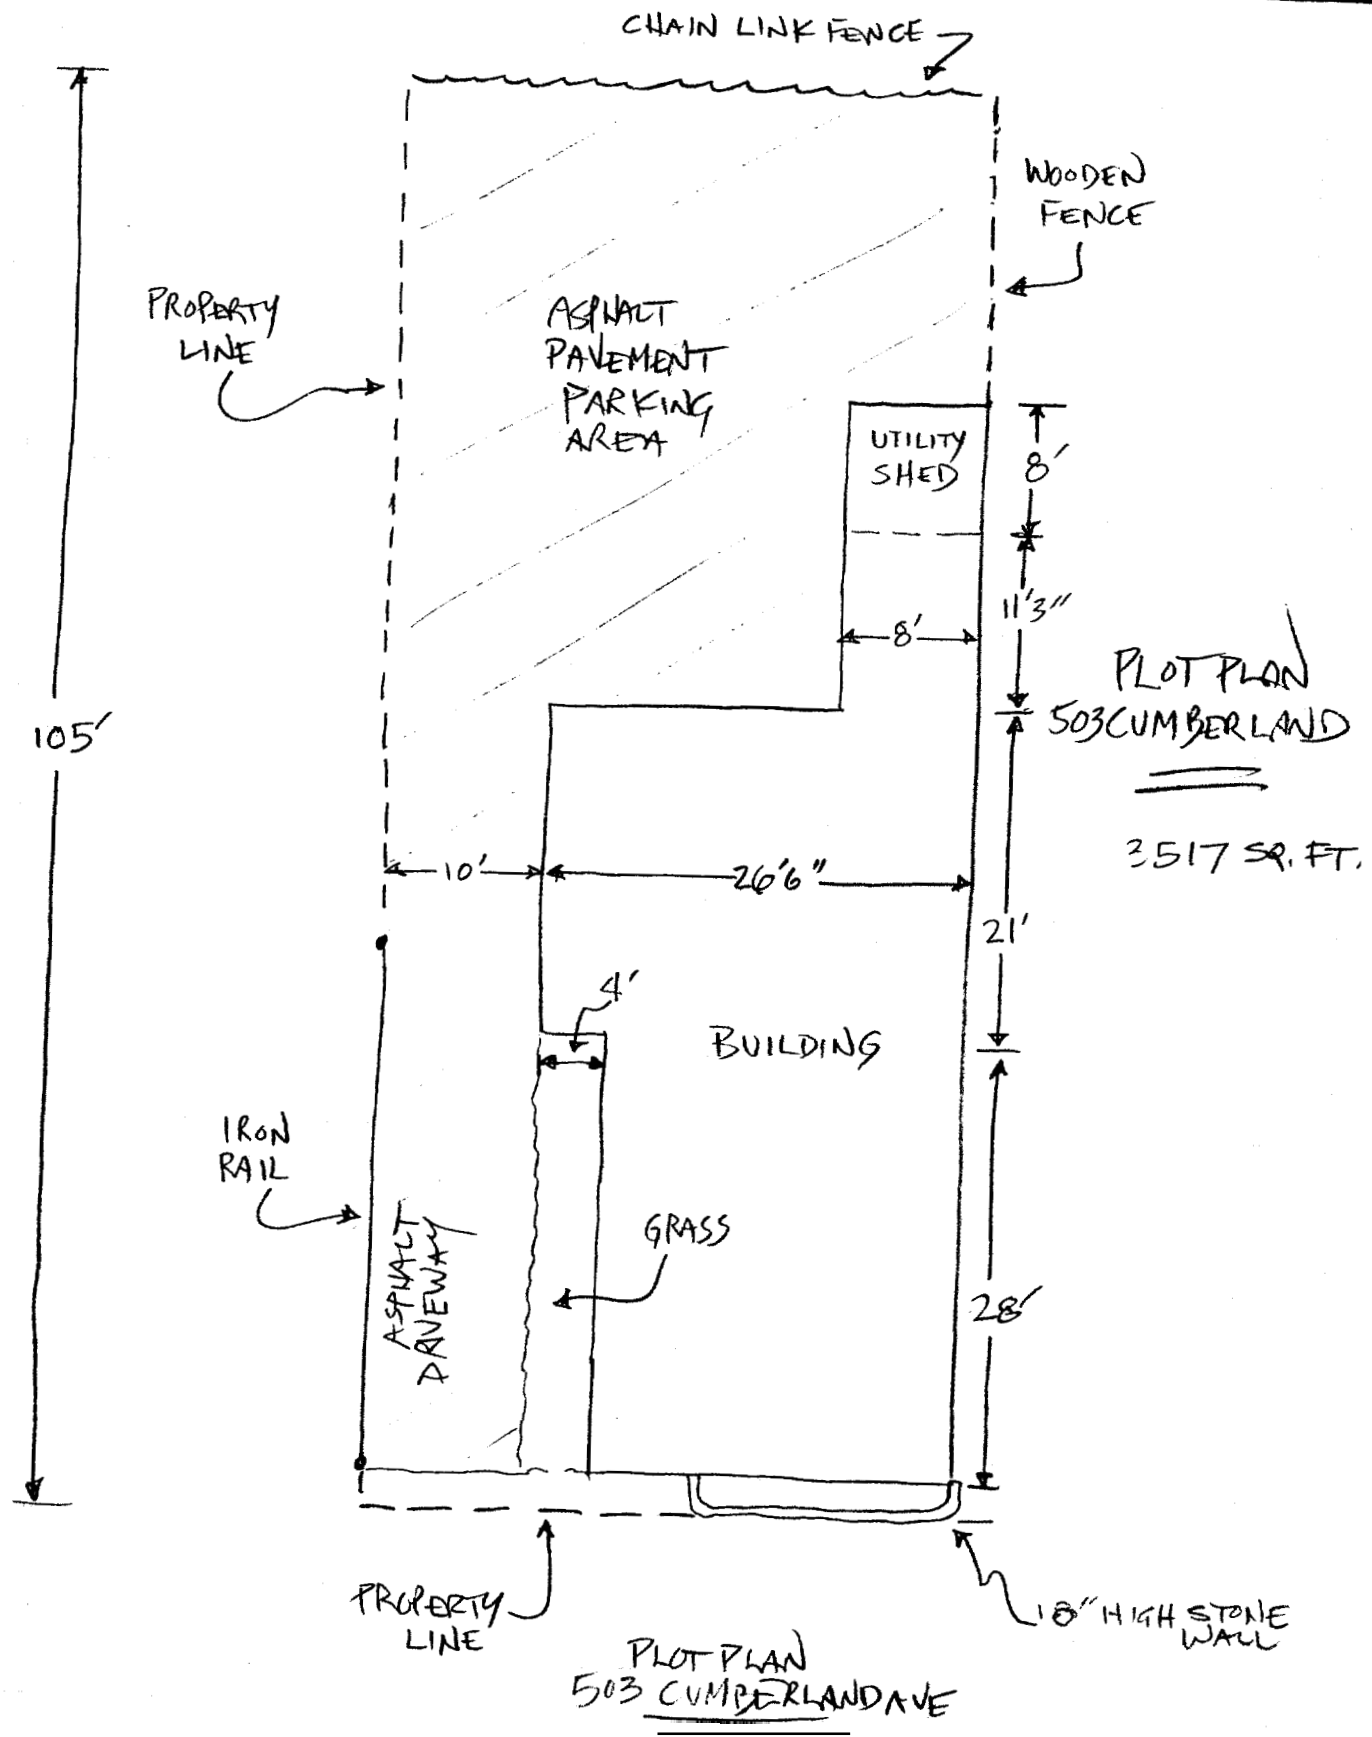 CHAIN LINK FENCE
WOODEN
FENCE
PROPERTY
LINE
ASPHALT
PAVEMENT
PARKING
AREA
UTILITY
SHED
8'
11'3"
8'
PLOT PLAN
503 CUMBERLAND
3517 SQ. FT.
105'
10'
26'6"
21'
4'
BUILDING
IRON
RAIL
GRASS
ASPHALT
DRIVEWAY
28'
PROPERTY
LINE
18" HIGH STONE
WALL
PLOT PLAN
503 CUMBERLAND AVE